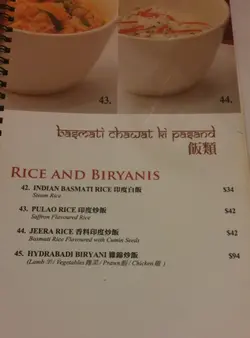 43.
44.
basmati chawat ki pasand
飯類
RICE AND BIRYANIS
42. INDIAN BASMATI RICE 印度白飯 $34
Steam Rice
43. PULAO RICE 印度炒飯 $42
Saffron Flavoured Rice
44. JEERA RICE 香料印度炒飯 $42
Basmati Rice Flavoured with Cumin Seeds
45. HYDRABADI BIRYANI 雜錦炒飯 $94
(Lamb 羊/ Vegetables 雜菜/ Prawn 蝦/ Chicken 雞 )